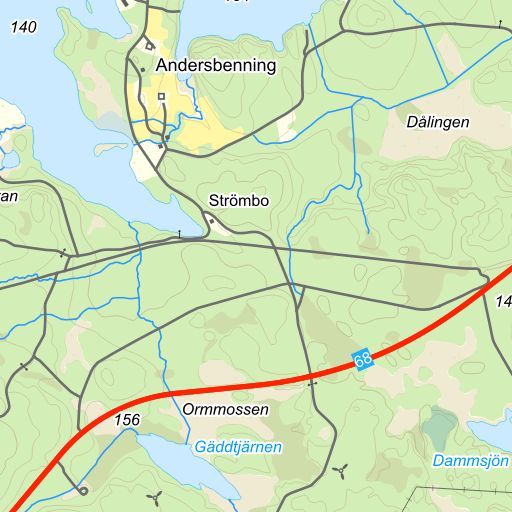 140
Andersbenning
Dålingen
Strömbo
68
156
Ormmossen
Gäddtjärnen
Dammsjön